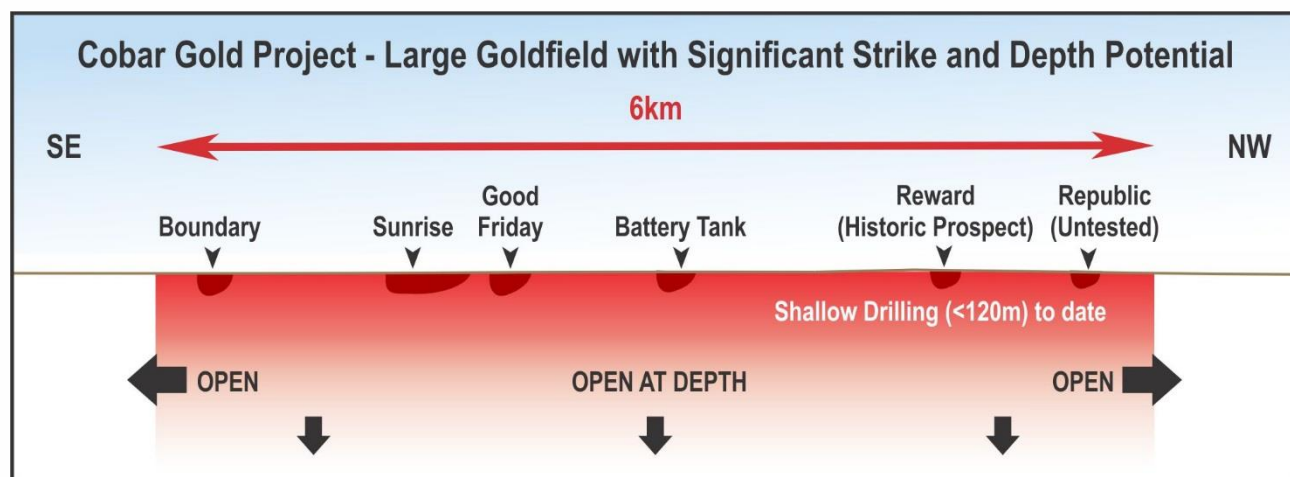 Cobar Gold Project - Large Goldfield with Significant Strike and Depth Potential
6km
SE
NW
Boundary
Sunrise
Good
Friday
Battery Tank
Reward
(Historic Prospect)
Republic
(Untested)
Shallow Drilling (<120m) to date
OPEN
OPEN AT DEPTH
OPEN